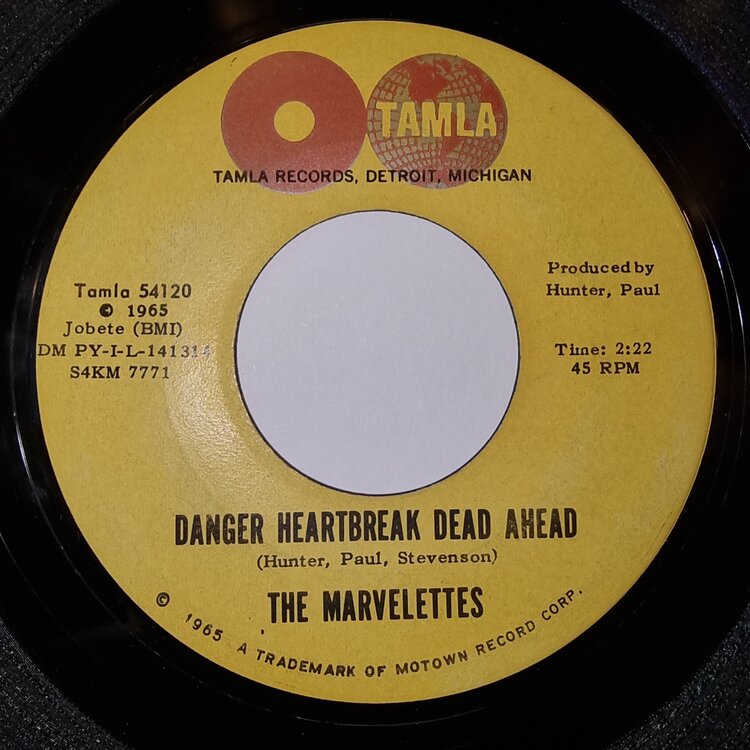 TAMLA
TAMLA RECORDS, DETROIT, MICHIGAN
Tamla 54120
© 1965
Jobete (BMI)
DM PY-I-L-141314
S4KM 7771
Produced by
Hunter, Paul
Time: 2:22
45 RPM
DANGER HEARTBREAK DEAD AHEAD
(Hunter, Paul, Stevenson)
THE MARVELETTES
© 1965 A TRADEMARK OF MOTOWN RECORD CORP.